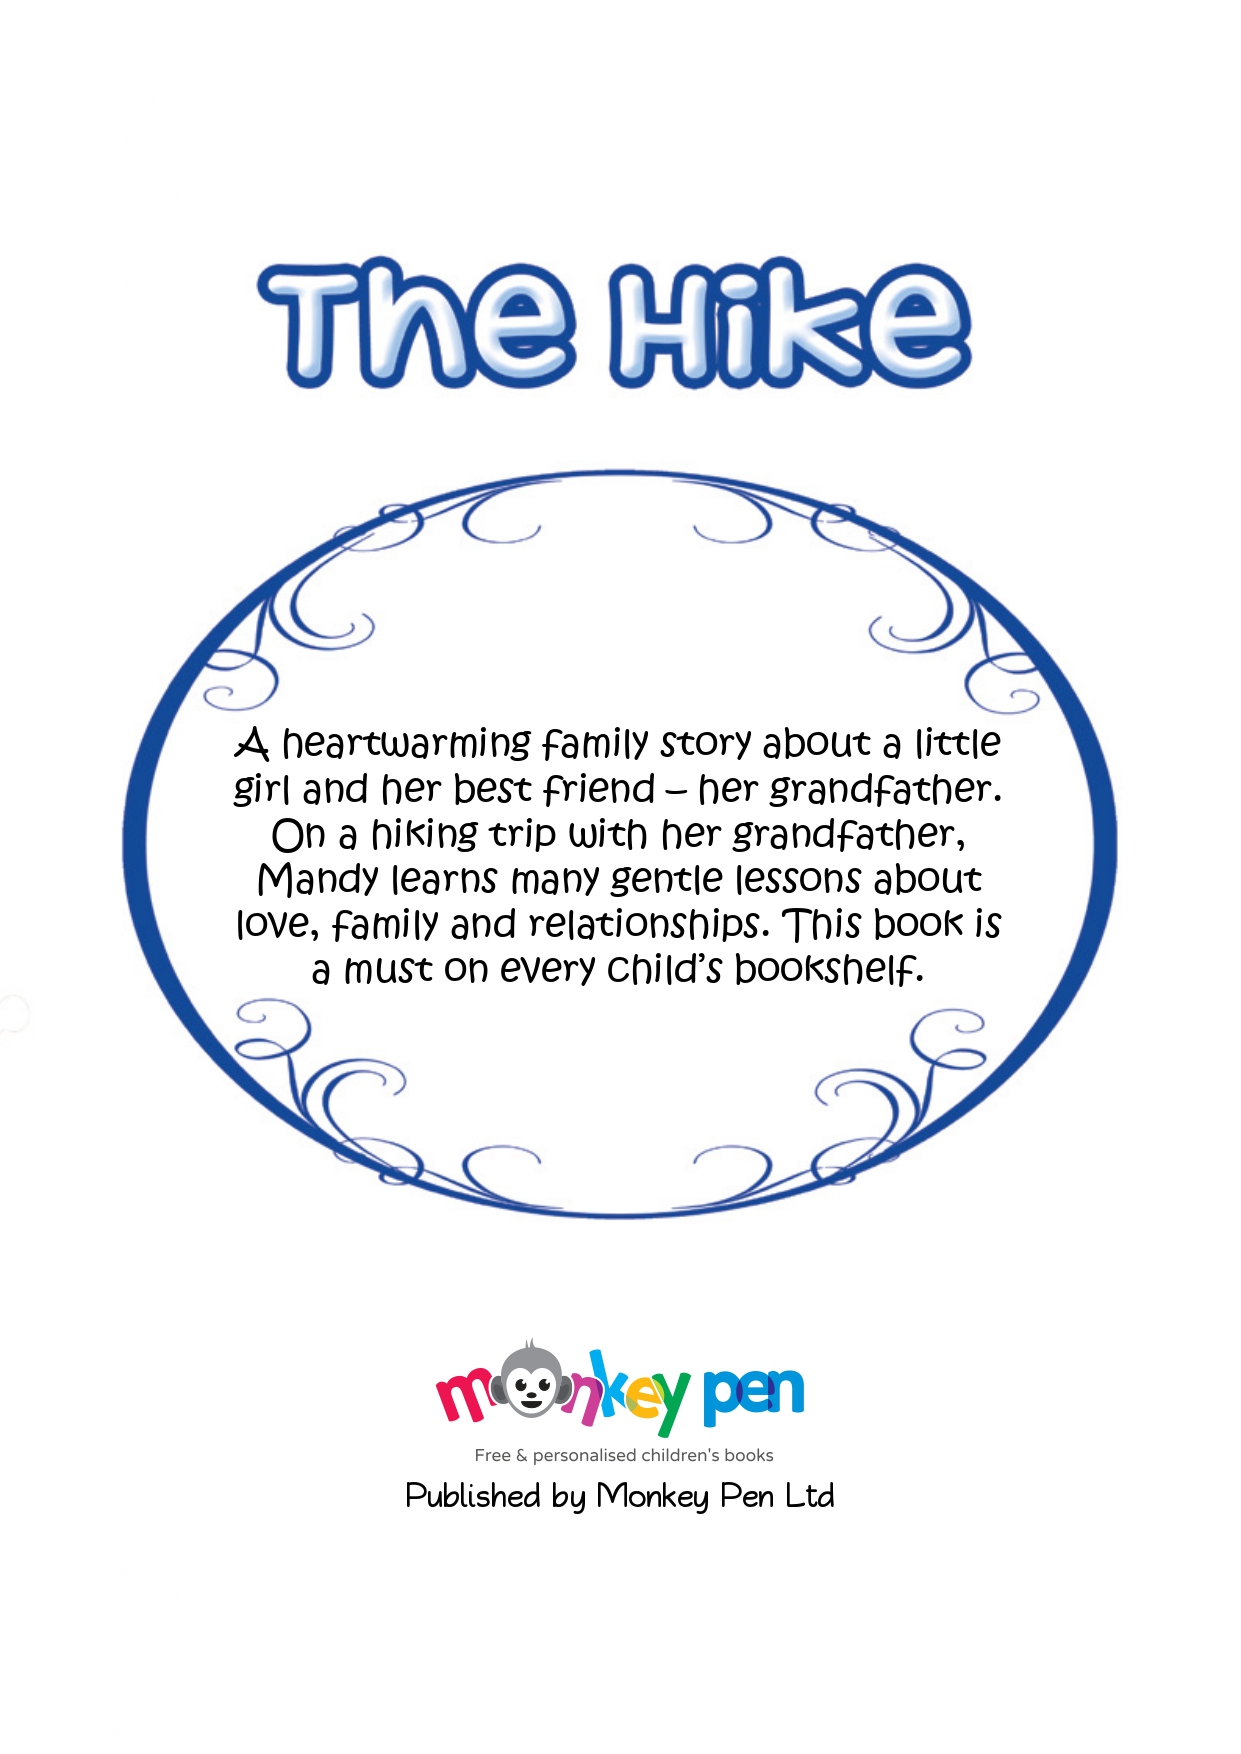 The Hike
A heartwarming family story about a little
girl and her best friend – her grandfather.
On a hiking trip with her grandfather,
Mandy learns many gentle lessons about
love, family and relationships. This book is
a must on every child’s bookshelf.
monkey pen
Free & personalised children's books
Published by Monkey Pen Ltd